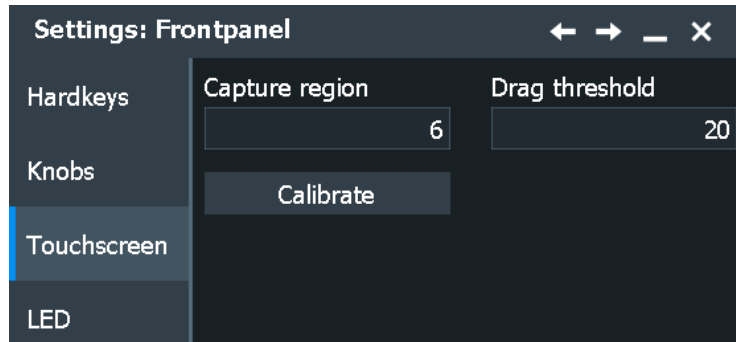 Settings: Frontpanel
Hardkeys
Knobs
Touchscreen
LED
Capture region
6
Drag threshold
20
Calibrate